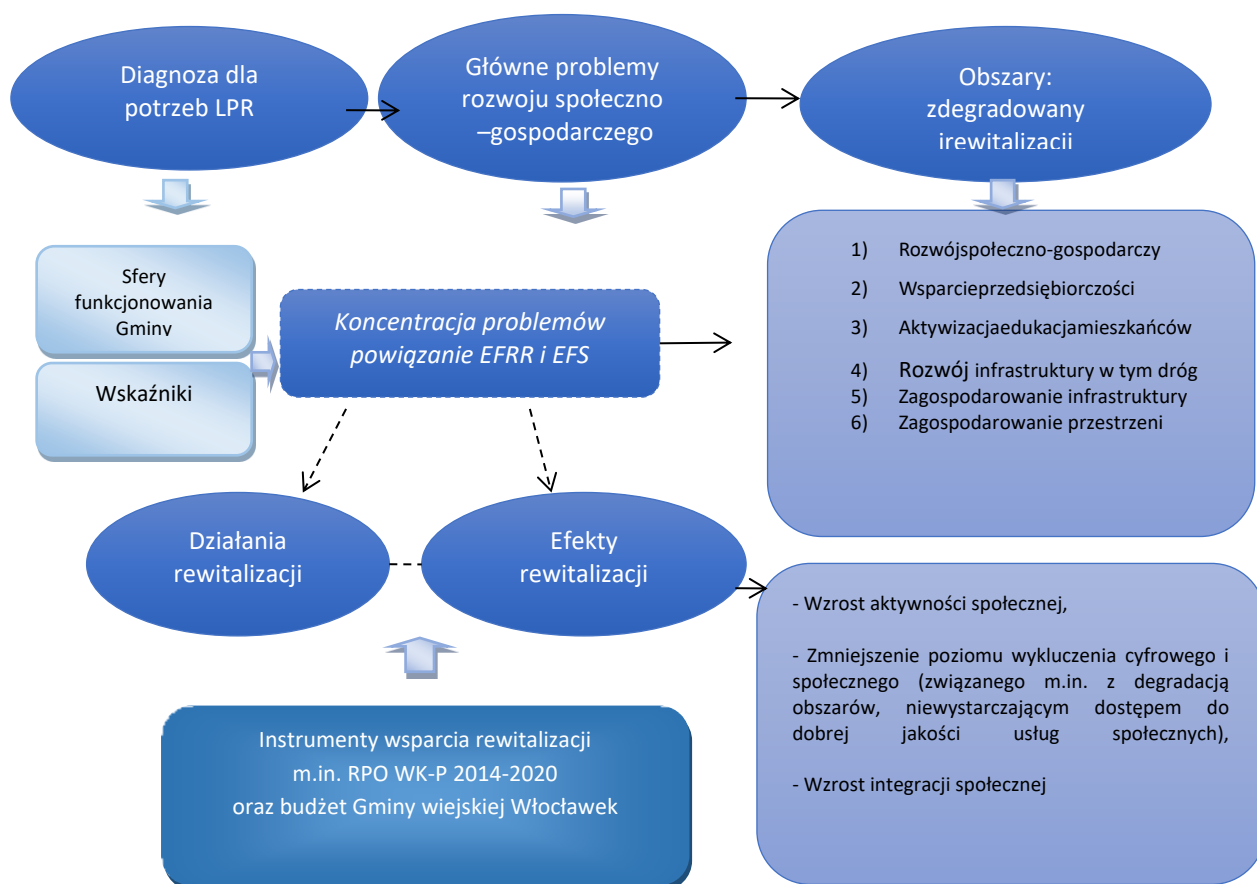 Diagnoza dla
potrzeb LPR
Główne problemy
rozwoju społeczno
–gospodarczego
Obszary:
zdegradowany
irewitalizacji
Sfery
funkcjonowania
Gminy
Wskaźniki
Koncentracja problemów
powiązanie EFRR i EFS
1) Rozwójspołeczno-gospodarczy
2) Wsparcieprzedsiębiorczości
3) Aktywizacjaedukacjamieszkańców
4) Rozwój infrastruktury w tym dróg
5) Zagospodarowanie infrastruktury
6) Zagospodarowanie przestrzeni
Działania
rewitalizacji
Efekty
rewitalizacji
- Wzrost aktywności społecznej,
- Zmniejszenie poziomu wykluczenia cyfrowego i
społecznego (związanego m.in. z degradacją
obszarów, niewystarczającym dostępem do
dobrej jakości usług społecznych),
- Wzrost integracji społecznej
Instrumenty wsparcia rewitalizacji
m.in. RPO WK-P 2014-2020
oraz budżet Gminy wiejskiej Włocławek